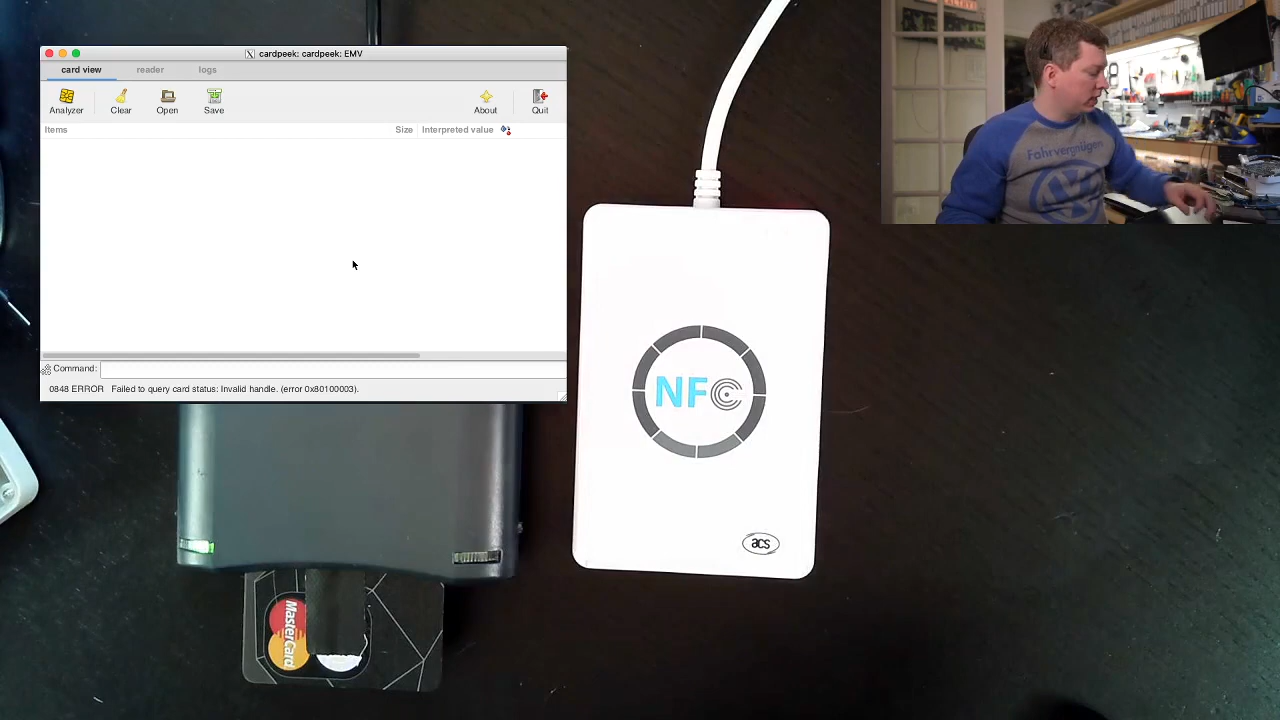 cardpeek: cardpeek: EMV
card view reader logs
Analyzer Clear Open Save About Quit
Items Size Interpreted value
Command:
0848 ERROR Failed to query card status: Invalid handle. (error 0x80100003).
Fahrvergnügen
NFC
acs
MasterCard